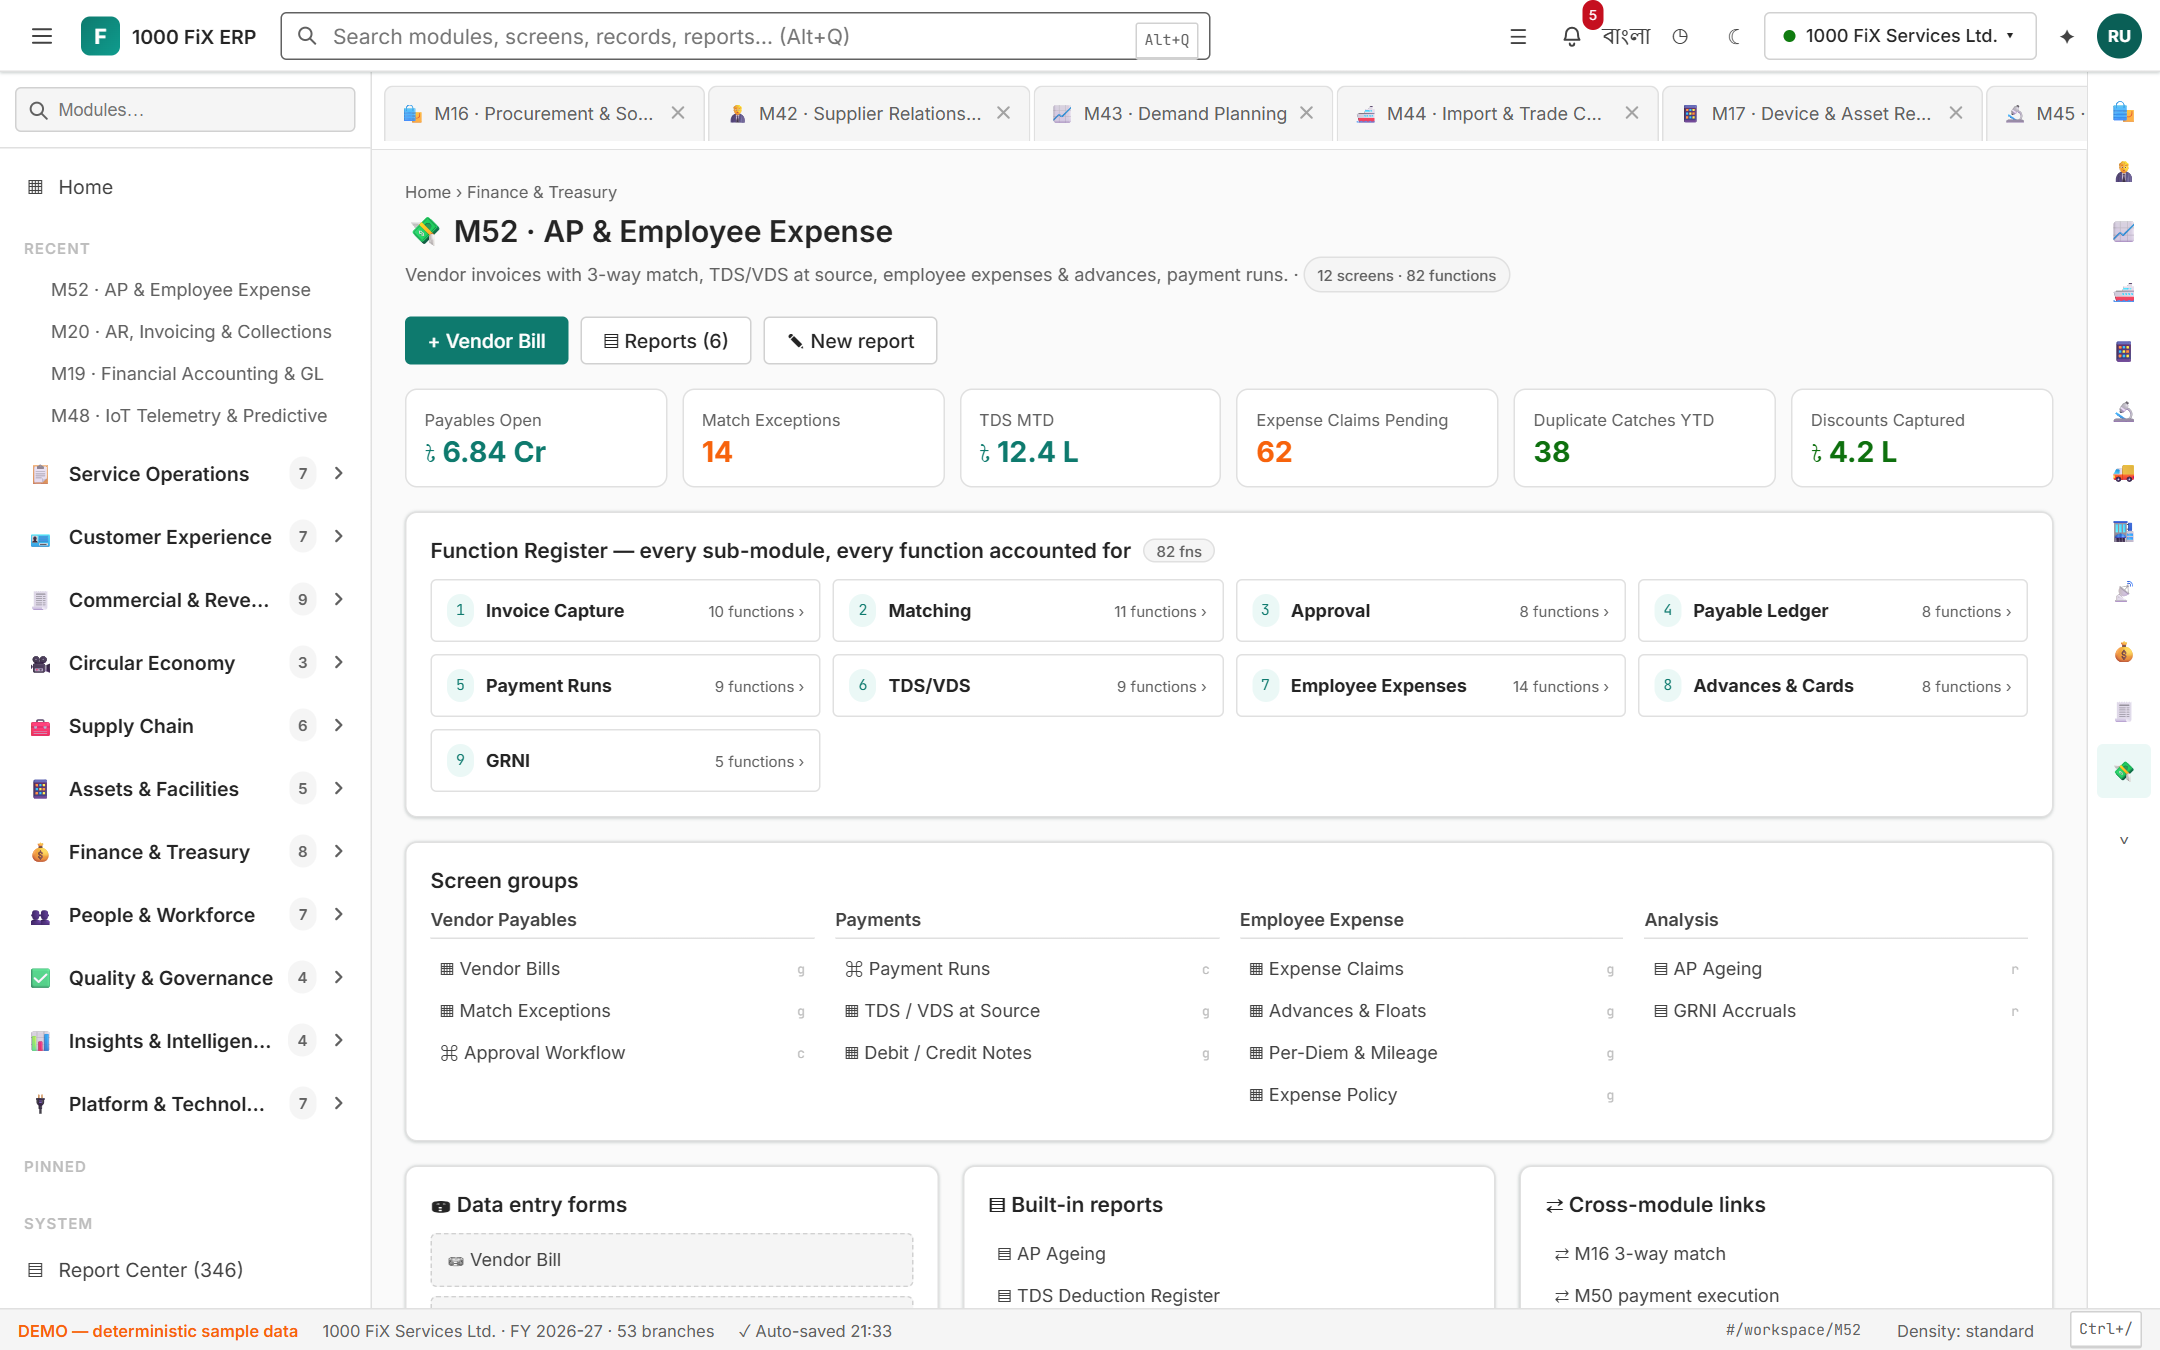 F 1000 FiX ERP
Search modules, screens, records, reports... (Alt+Q)
Alt+Q
5
বাংলা
1000 FiX Services Ltd.
RU
Modules...
Home
RECENT
M52 · AP & Employee Expense
M20 · AR, Invoicing & Collections
M19 · Financial Accounting & GL
M48 · IoT Telemetry & Predictive
Service Operations 7
Customer Experience 7
Commercial & Reve... 9
Circular Economy 3
Supply Chain 6
Assets & Facilities 5
Finance & Treasury 8
People & Workforce 7
Quality & Governance 4
Insights & Intelligen... 4
Platform & Technol... 7
PINNED
SYSTEM
Report Center (346)
M16 · Procurement & So...
M42 · Supplier Relations...
M43 · Demand Planning
M44 · Import & Trade C...
M17 · Device & Asset Re...
M45 ·
Home › Finance & Treasury
M52 · AP & Employee Expense
Vendor invoices with 3-way match, TDS/VDS at source, employee expenses & advances, payment runs. · 12 screens · 82 functions
+ Vendor Bill
Reports (6)
New report
Payables Open
৳ 6.84 Cr
Match Exceptions
14
TDS MTD
৳ 12.4 L
Expense Claims Pending
62
Duplicate Catches YTD
38
Discounts Captured
৳ 4.2 L
Function Register — every sub-module, every function accounted for 82 fns
1 Invoice Capture 10 functions ›
2 Matching 11 functions ›
3 Approval 8 functions ›
4 Payable Ledger 8 functions ›
5 Payment Runs 9 functions ›
6 TDS/VDS 9 functions ›
7 Employee Expenses 14 functions ›
8 Advances & Cards 8 functions ›
9 GRNI 5 functions ›
Screen groups
Vendor Payables
Vendor Bills g
Match Exceptions g
Approval Workflow c
Payments
Payment Runs c
TDS / VDS at Source g
Debit / Credit Notes g
Employee Expense
Expense Claims g
Advances & Floats g
Per-Diem & Mileage g
Expense Policy g
Analysis
AP Ageing r
GRNI Accruals r
Data entry forms
Vendor Bill
Built-in reports
AP Ageing
TDS Deduction Register
Cross-module links
M16 3-way match
M50 payment execution
DEMO — deterministic sample data
1000 FiX Services Ltd. · FY 2026-27 · 53 branches
✓ Auto-saved 21:33
#/workspace/M52
Density: standard
Ctrl+/